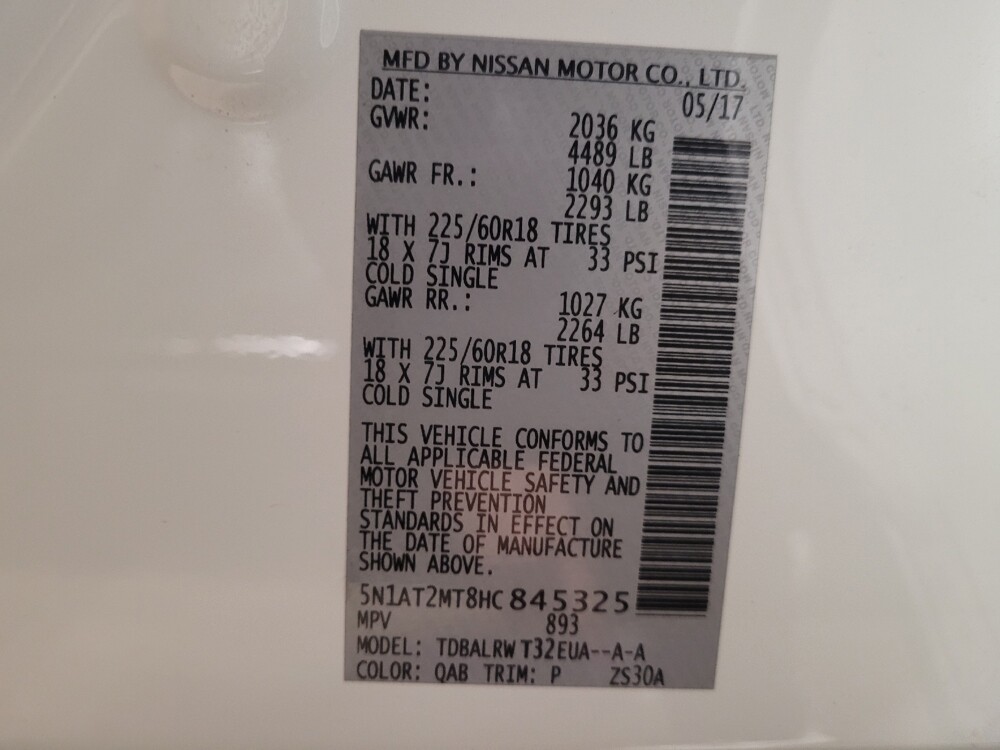 MFD BY NISSAN MOTOR CO., LTD.
DATE: 05/17
GVWR: 2036 KG
4489 LB
GAWR FR.: 1040 KG
2293 LB
WITH 225/60R18 TIRES
18 X 7J RIMS AT 33 PSI
COLD SINGLE
GAWR RR.: 1027 KG
2264 LB
WITH 225/60R18 TIRES
18 X 7J RIMS AT 33 PSI
COLD SINGLE
THIS VEHICLE CONFORMS TO
ALL APPLICABLE FEDERAL
MOTOR VEHICLE SAFETY AND
THEFT PREVENTION
STANDARDS IN EFFECT ON
THE DATE OF MANUFACTURE
SHOWN ABOVE.
5N1AT2MT8HC845325
MPV 893
MODEL: TDBALRW T32EUA--A-A
COLOR: QAB TRIM: P ZS30A